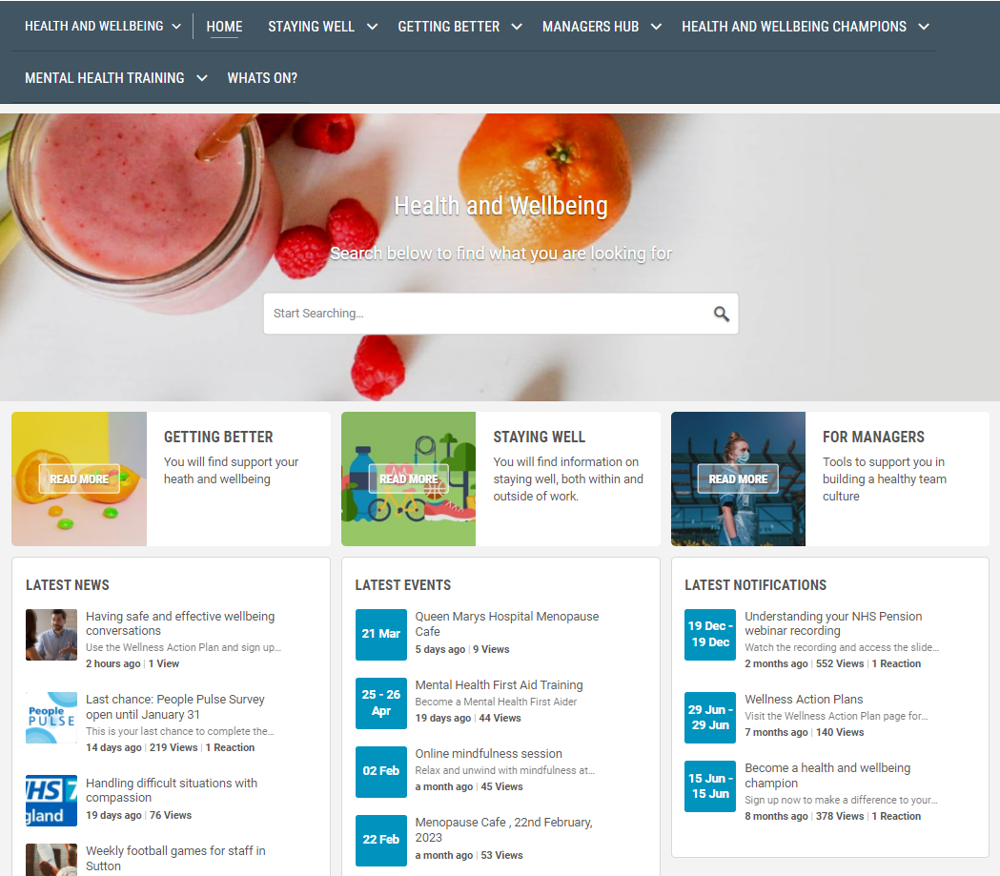 HEALTH AND WELLBEING
HOME
STAYING WELL
GETTING BETTER
MANAGERS HUB
HEALTH AND WELLBEING CHAMPIONS
MENTAL HEALTH TRAINING
WHATS ON?
Health and Wellbeing
Search below to find what you are looking for
Start Searching...
READ MORE
GETTING BETTER
You will find support your
heath and wellbeing
READ MORE
STAYING WELL
You will find information on
staying well, both within and
outside of work.
READ MORE
FOR MANAGERS
Tools to support you in
building a healthy team
culture
LATEST NEWS
Having safe and effective wellbeing
conversations
Use the Wellness Action Plan and sign up...
2 hours ago | 1 View
People
PULSE
Last chance: People Pulse Survey
open until January 31
This is your last chance to complete the...
14 days ago | 219 Views | 1 Reaction
HS 7
gland
Handling difficult situations with
compassion
19 days ago | 76 Views
Weekly football games for staff in
Sutton
LATEST EVENTS
21 Mar
Queen Marys Hospital Menopause
Cafe
5 days ago | 9 Views
25 - 26
Apr
Mental Health First Aid Training
Become a Mental Health First Aider
19 days ago | 44 Views
02 Feb
Online mindfulness session
Relax and unwind with mindfulness at...
a month ago | 45 Views
22 Feb
Menopause Cafe , 22nd February,
2023
a month ago | 53 Views
LATEST NOTIFICATIONS
19 Dec -
19 Dec
Understanding your NHS Pension
webinar recording
Watch the recording and access the slide...
2 months ago | 552 Views | 1 Reaction
29 Jun -
29 Jun
Wellness Action Plans
Visit the Wellness Action Plan page for...
7 months ago | 140 Views
15 Jun -
15 Jun
Become a health and wellbeing
champion
Sign up now to make a difference to your...
8 months ago | 378 Views | 1 Reaction